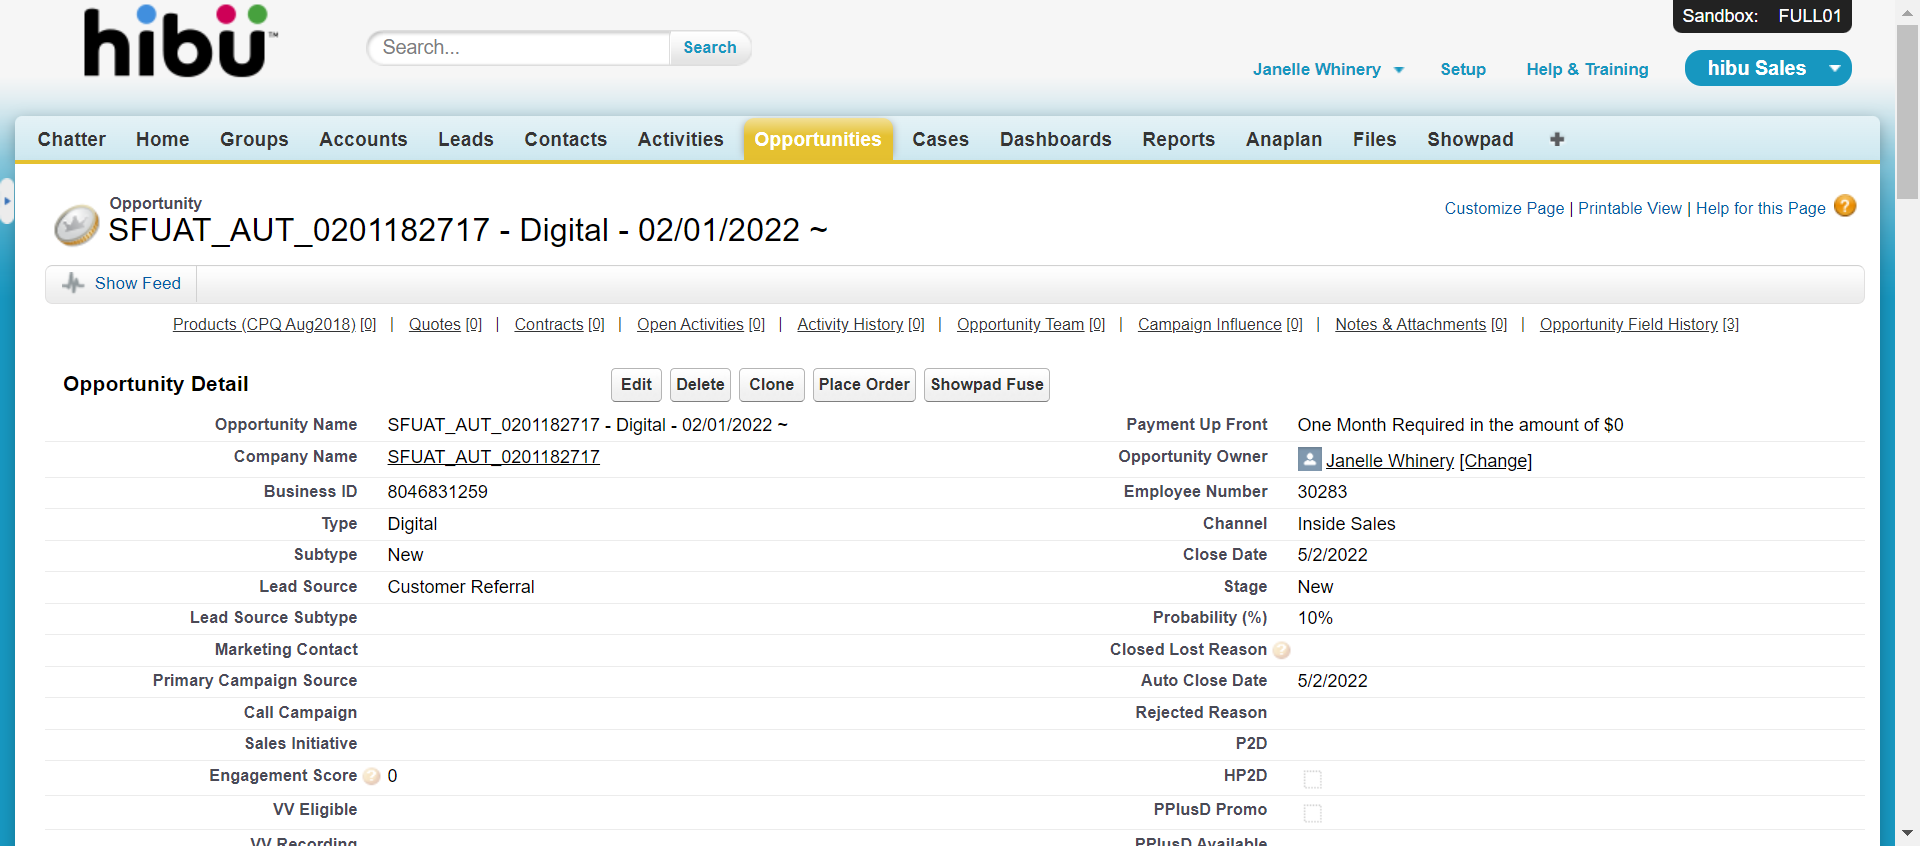 hibü™
Search...
Search
Sandbox: FULL01
Janelle Whinery
Setup
Help & Training
hibu Sales
Chatter Home Groups Accounts Leads Contacts Activities Opportunities Cases Dashboards Reports Anaplan Files Showpad
Opportunity
SFUAT_AUT_0201182717 - Digital - 02/01/2022 ~
Customize Page | Printable View | Help for this Page ?
Show Feed
Products (CPQ Aug2018) [0] | Quotes [0] | Contracts [0] | Open Activities [0] | Activity History [0] | Opportunity Team [0] | Campaign Influence [0] | Notes & Attachments [0] | Opportunity Field History [3]
Opportunity Detail
Edit Delete Clone Place Order Showpad Fuse
Opportunity Name SFUAT_AUT_0201182717 - Digital - 02/01/2022 ~ Payment Up Front One Month Required in the amount of $0
Company Name SFUAT_AUT_0201182717 Opportunity Owner Janelle Whinery [Change]
Business ID 8046831259 Employee Number 30283
Type Digital Channel Inside Sales
Subtype New Close Date 5/2/2022
Lead Source Customer Referral Stage New
Lead Source Subtype Probability (%) 10%
Marketing Contact Closed Lost Reason ?
Primary Campaign Source Auto Close Date 5/2/2022
Call Campaign Rejected Reason
Sales Initiative P2D
Engagement Score ? 0 HP2D
VV Eligible PPlusD Promo
VV Recording PPlusD Available